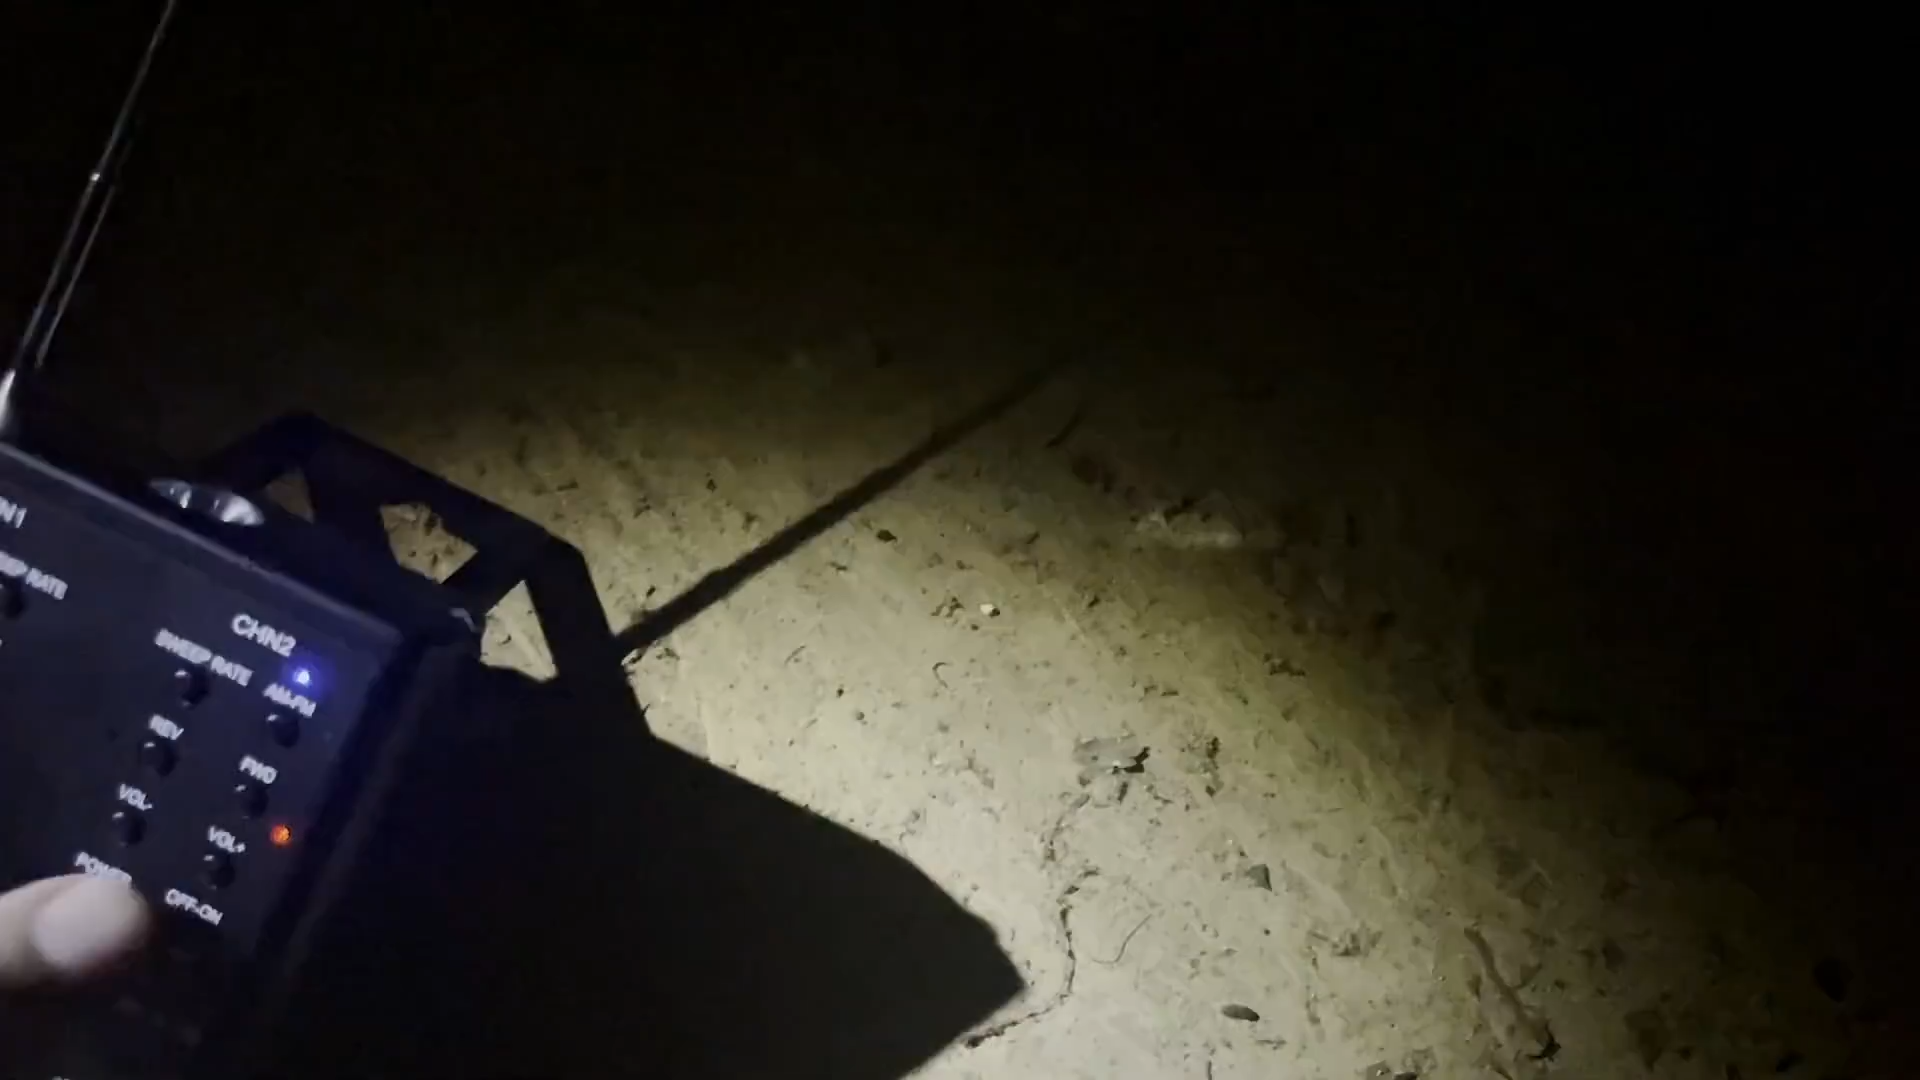 CHN2
SWEEP RATE
AM-FM
REV
FWD
VOL-
VOL+
POWER
OFF-ON